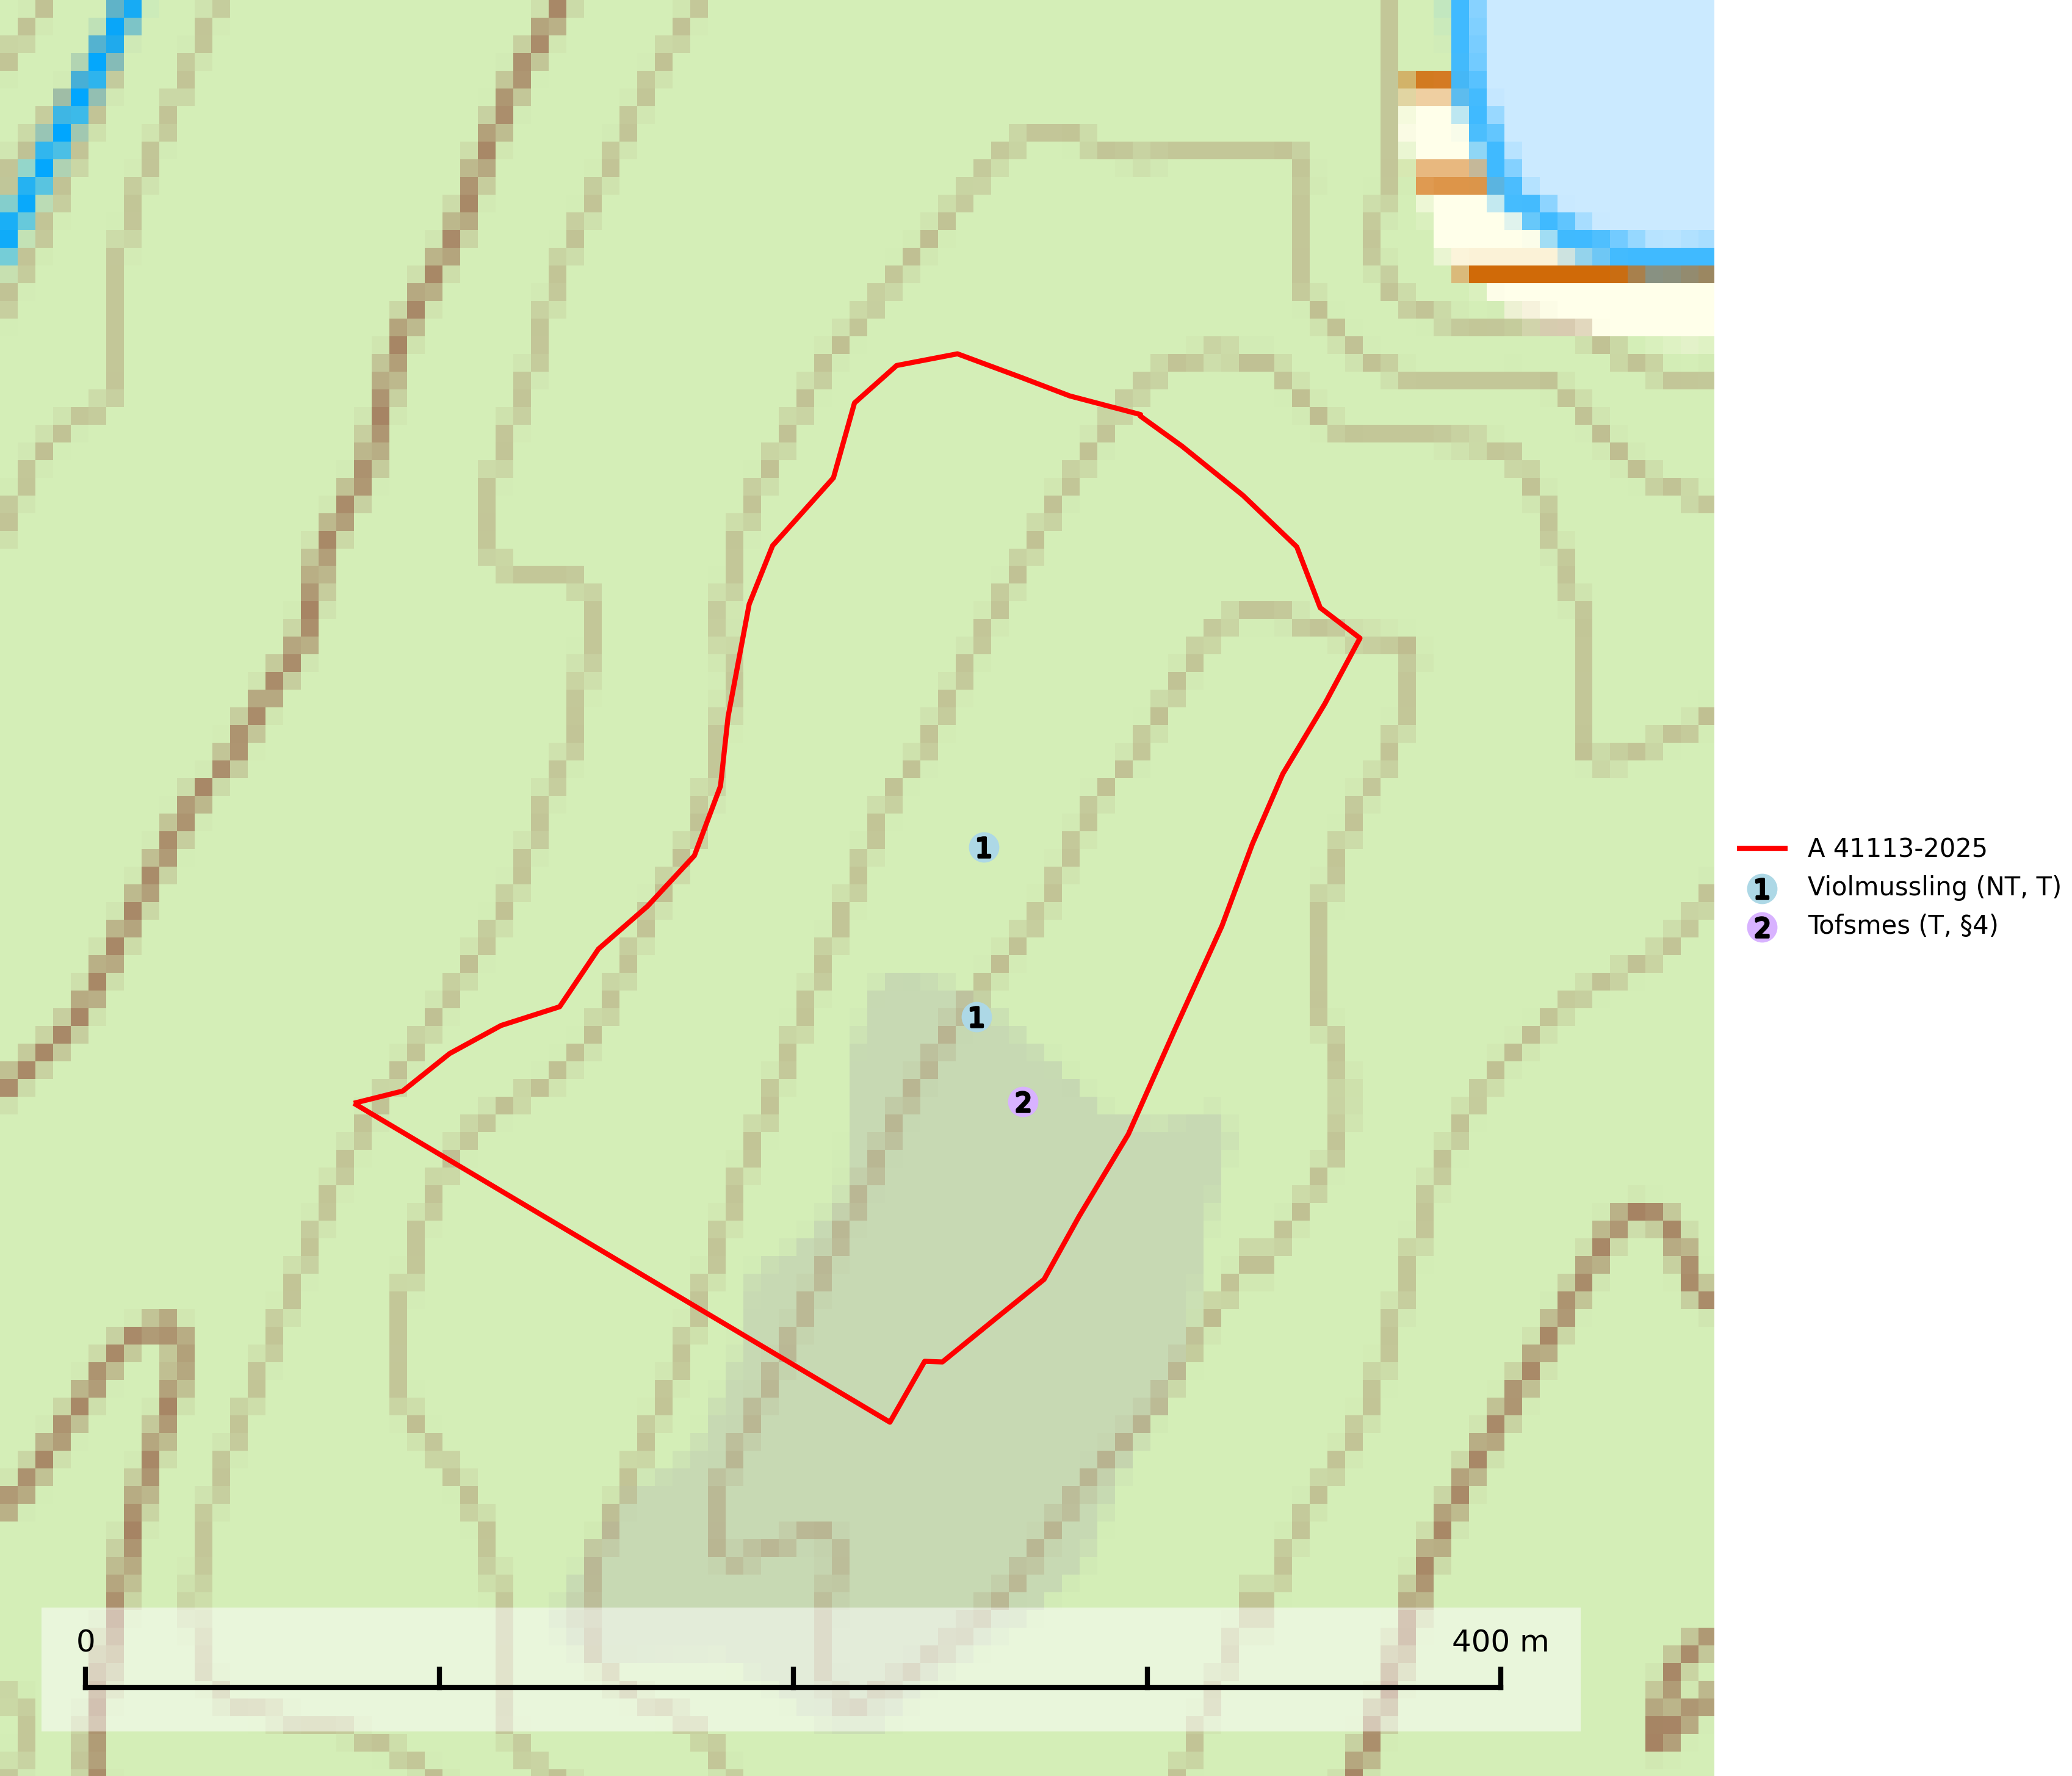 1
1
2
0
400 m
A 41113-2025
1 Violmussling (NT, T)
2 Tofsmes (T, §4)